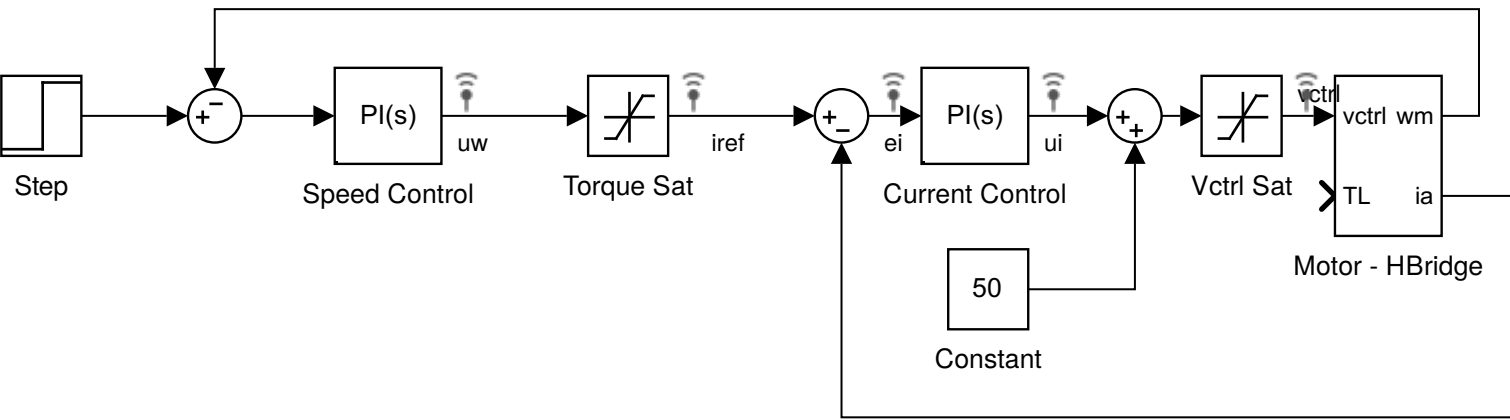 Step
−
+
PI(s)
Speed Control
uw
Torque Sat
iref
+
−
ei
PI(s)
Current Control
ui
+
+
50
Constant
Vctrl Sat
vctrl
vctrl wm
TL ia
Motor - HBridge